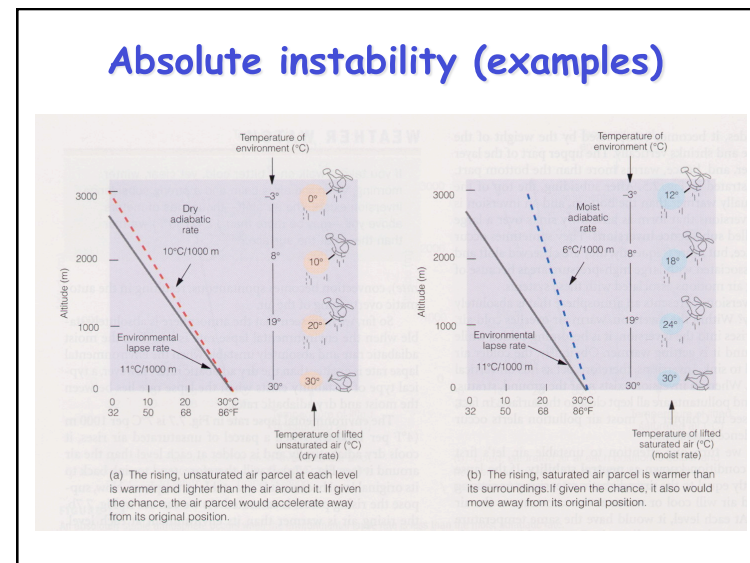 Absolute instability (examples)
Temperature of
environment (°C)
3000
2000
1000
0
Altitude (m)
Dry
adiabatic
rate
10°C/1000 m
Environmental
lapse rate
11°C/1000 m
–3°
8°
19°
30°
0°
10°
20°
30°
0 10 20 30°C
32 50 68 86°F
Temperature of lifted
unsaturated air (°C)
(dry rate)
(a) The rising, unsaturated air parcel at each level
is warmer and lighter than the air around it. If given
the chance, the air parcel would accelerate away
from its original position.
Temperature of
environment (°C)
3000
2000
1000
0
Altitude (m)
Moist
adiabatic
rate
6°C/1000 m
Environmental
lapse rate
11°C/1000 m
–3°
8°
19°
30°
12°
18°
24°
30°
0 10 20 30°C
32 50 68 86°F
Temperature of lifted
saturated air (°C)
(moist rate)
(b) The rising, saturated air parcel is warmer than
its surroundings.If given the chance, it also would
move away from its original position.